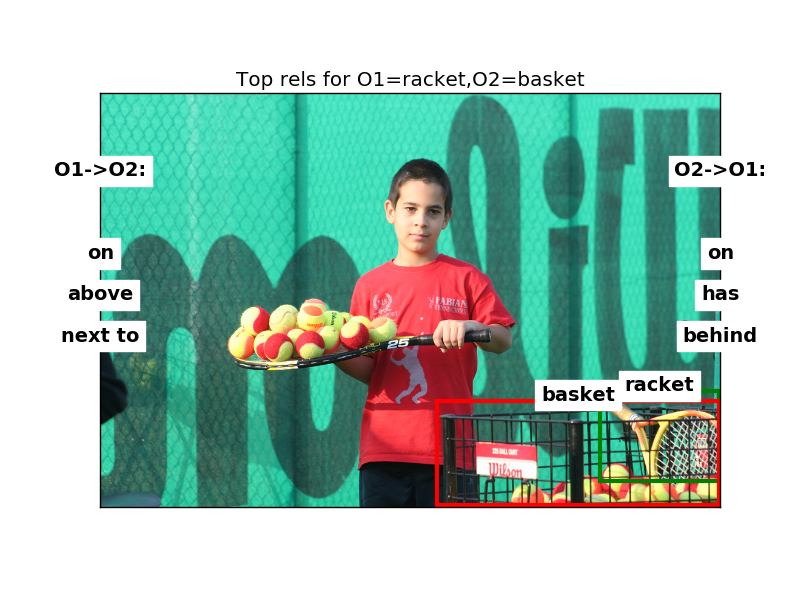 Top rels for O1=racket,O2=basket
O1->O2:
O2->O1:
on
on
above
has
next to
behind
FABIAN
25
basket
racket
Wilson